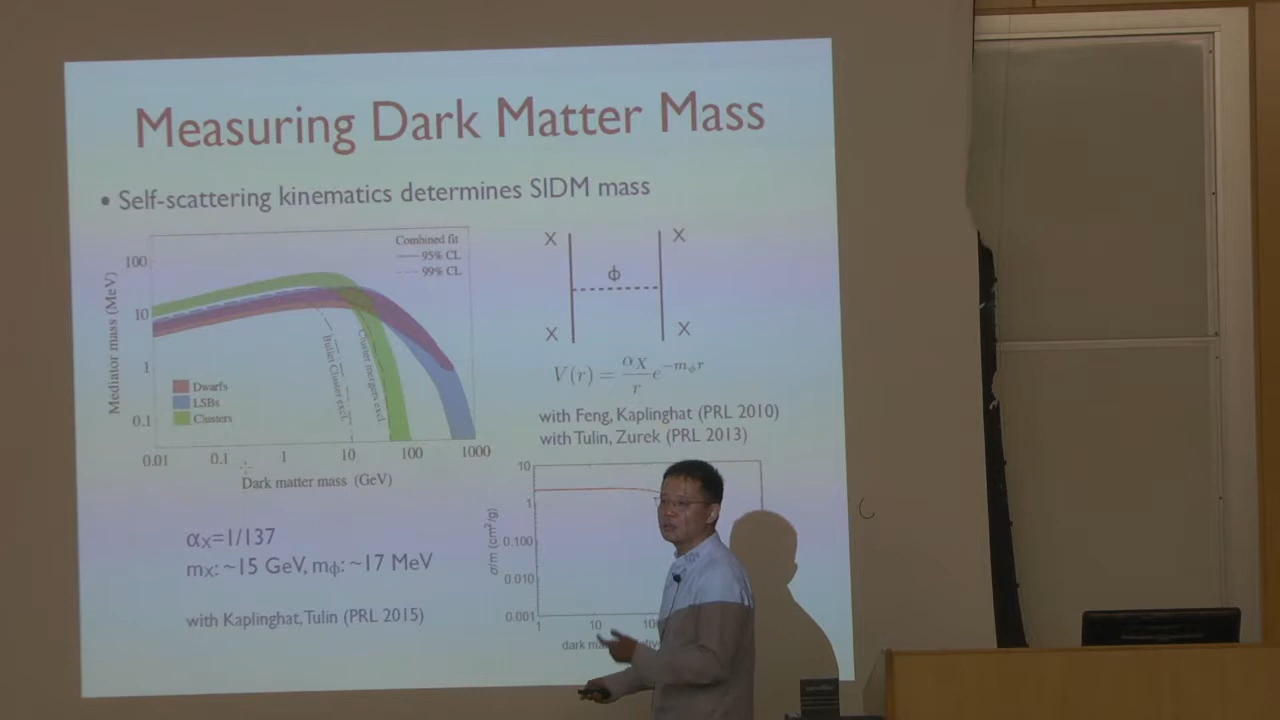 Measuring Dark Matter Mass
• Self-scattering kinematics determines SIDM mass
Combined fit
95% CL
99% CL
100
10
1
0.1
Mediator mass (MeV)
Bullet Cluster excl.
Cluster mergers excl.
Dwarfs
LSBs
Clusters
0.01 0.1 1 10 100 1000
Dark matter mass (GeV)
X X
ϕ
X X
V(r) = αX/r e^{-mϕr}
with Feng, Kaplinghat (PRL 2010)
with Tulin, Zurek (PRL 2013)
αX=1/137
mX: ~15 GeV, mϕ: ~17 MeV
with Kaplinghat, Tulin (PRL 2015)
10
1
0.100
0.010
0.001
σ/m (cm²/g)
1 10
dark